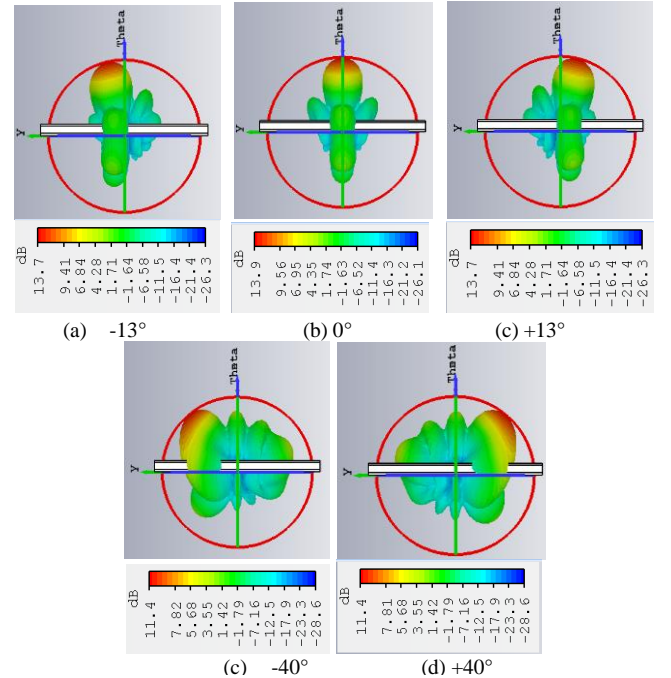 Theta
Y
dB 13.7 9.41 6.84 4.28 1.71 -1.64 -6.58 -11.5 -16.4 -21.3 -26.3
(a) -13°
Theta
Y
dB 13.9 9.56 6.95 4.35 1.74 -1.63 -6.52 -11.4 -16.3 -21.2 -26.1
(b) 0°
Theta
Y
dB 13.7 9.41 6.84 4.28 1.71 -1.64 -6.58 -11.5 -16.4 -21.3 -26.3
(c) +13°
Theta
Y
dB 11.4 7.82 5.68 3.55 1.42 -1.79 -7.16 -12.5 -17.9 -23.3 -28.6
(c) -40°
Theta
Y
dB 11.4 7.81 5.68 3.55 1.42 -1.79 -7.16 -12.5 -17.9 -23.3 -28.6
(d) +40°